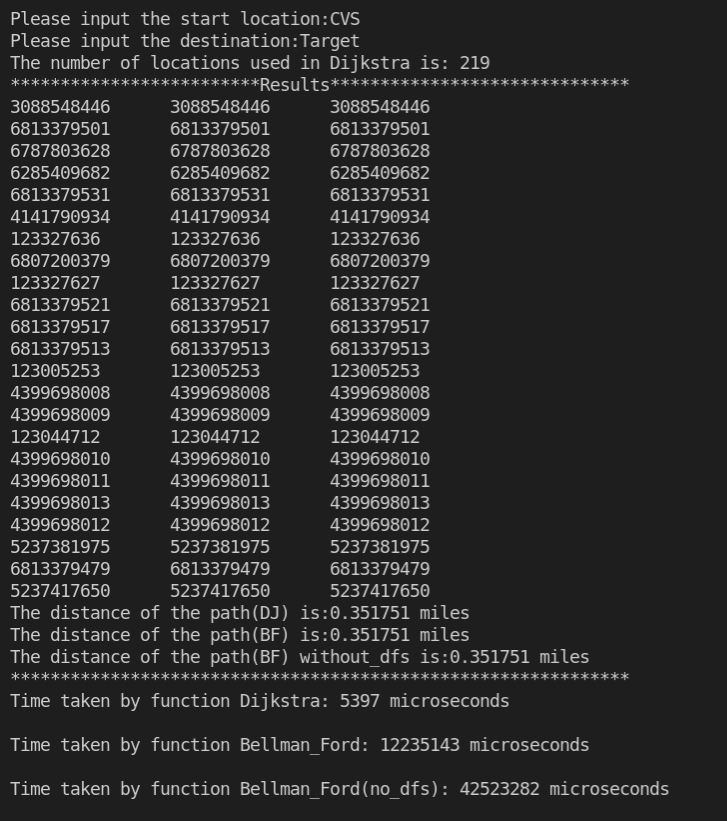 Please input the start location:CVS
Please input the destination:Target
The number of locations used in Dijkstra is: 219
*************************Results******************************
3088548446      3088548446      3088548446
6813379501      6813379501      6813379501
6787803628      6787803628      6787803628
6285409682      6285409682      6285409682
6813379531      6813379531      6813379531
4141790934      4141790934      4141790934
123327636       123327636       123327636
6807200379      6807200379      6807200379
123327627       123327627       123327627
6813379521      6813379521      6813379521
6813379517      6813379517      6813379517
6813379513      6813379513      6813379513
123005253       123005253       123005253
4399698008      4399698008      4399698008
4399698009      4399698009      4399698009
123044712       123044712       123044712
4399698010      4399698010      4399698010
4399698011      4399698011      4399698011
4399698013      4399698013      4399698013
4399698012      4399698012      4399698012
5237381975      5237381975      5237381975
6813379479      6813379479      6813379479
5237417650      5237417650      5237417650
The distance of the path(DJ) is:0.351751 miles
The distance of the path(BF) is:0.351751 miles
The distance of the path(BF) without_dfs is:0.351751 miles
**************************************************************
Time taken by function Dijkstra: 5397 microseconds
Time taken by function Bellman_Ford: 12235143 microseconds
Time taken by function Bellman_Ford(no_dfs): 42523282 microseconds